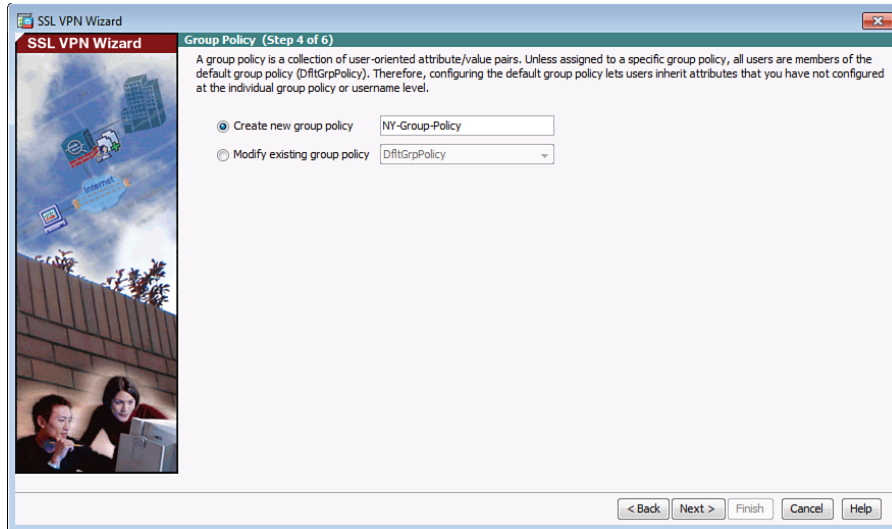 SSL VPN Wizard
SSL VPN Wizard
Group Policy (Step 4 of 6)
A group policy is a collection of user-oriented attribute/value pairs. Unless assigned to a specific group policy, all users are members of the
default group policy (DfltGrpPolicy). Therefore, configuring the default group policy lets users inherit attributes that you have not configured
at the individual group policy or username level.
Create new group policy NY-Group-Policy
Modify existing group policy DfltGrpPolicy
Internet
< Back Next > Finish Cancel Help